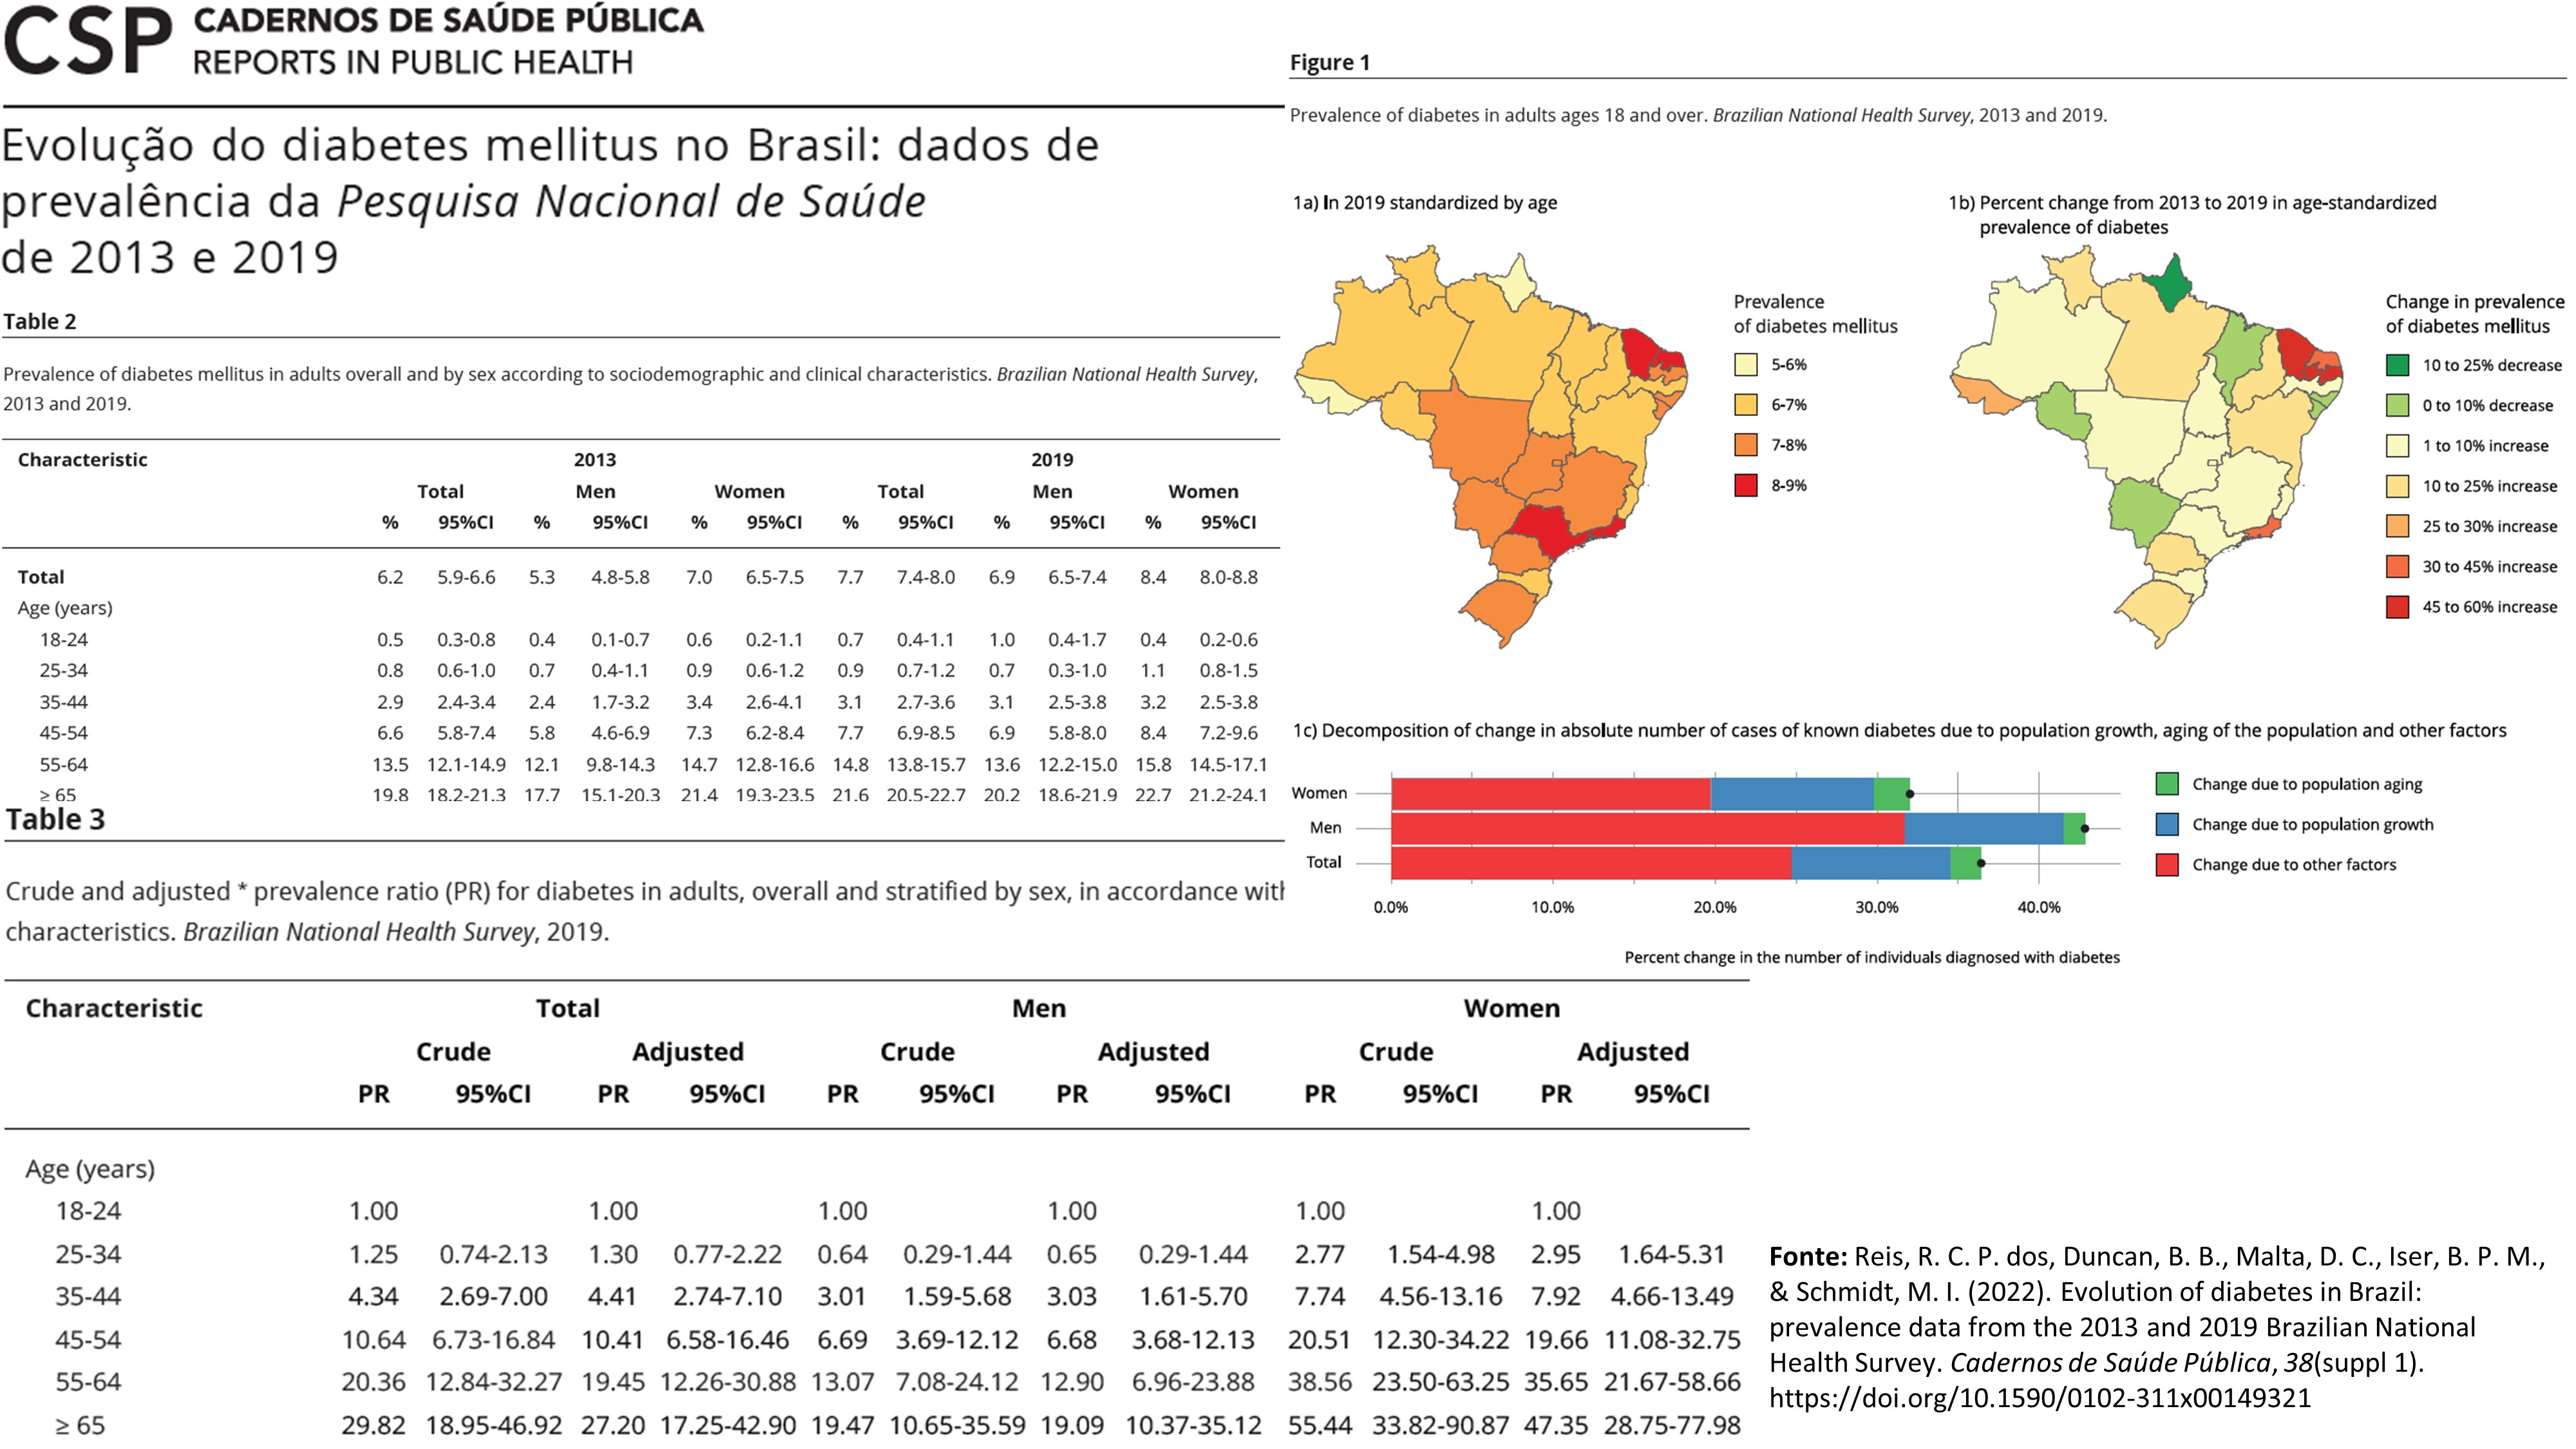 CSP CADERNOS DE SAÚDE PÚBLICA
REPORTS IN PUBLIC HEALTH
Evolução do diabetes mellitus no Brasil: dados de
prevalência da Pesquisa Nacional de Saúde
de 2013 e 2019
Table 2
Prevalence of diabetes mellitus in adults overall and by sex according to sociodemographic and clinical characteristics. Brazilian National Health Survey,
2013 and 2019.
Characteristic 2013 2019
Total Men Women Total Men Women
% 95%CI % 95%CI % 95%CI % 95%CI % 95%CI % 95%CI
Total 6.2 5.9-6.6 5.3 4.8-5.8 7.0 6.5-7.5 7.7 7.4-8.0 6.9 6.5-7.4 8.4 8.0-8.8
Age (years)
18-24 0.5 0.3-0.8 0.4 0.1-0.7 0.6 0.2-1.1 0.7 0.4-1.1 1.0 0.4-1.7 0.4 0.2-0.6
25-34 0.8 0.6-1.0 0.7 0.4-1.1 0.9 0.6-1.2 0.9 0.7-1.2 0.7 0.3-1.0 1.1 0.8-1.5
35-44 2.9 2.4-3.4 2.4 1.7-3.2 3.4 2.6-4.1 3.1 2.7-3.6 3.1 2.5-3.8 3.2 2.5-3.8
45-54 6.6 5.8-7.4 5.8 4.6-6.9 7.3 6.2-8.4 7.7 6.9-8.5 6.9 5.8-8.0 8.4 7.2-9.6
55-64 13.5 12.1-14.9 12.1 9.8-14.3 14.7 12.8-16.6 14.8 13.8-15.7 13.6 12.2-15.0 15.8 14.5-17.1
≥ 65 19.8 18.2-21.3 17.7 15.1-20.3 21.4 19.3-23.5 21.6 20.5-22.7 20.2 18.6-21.9 22.7 21.2-24.1
Figure 1
Prevalence of diabetes in adults ages 18 and over. Brazilian National Health Survey, 2013 and 2019.
1a) In 2019 standardized by age
Prevalence
of diabetes mellitus
5-6%
6-7%
7-8%
8-9%
1b) Percent change from 2013 to 2019 in age-standardized
prevalence of diabetes
Change in prevalence
of diabetes mellitus
10 to 25% decrease
0 to 10% decrease
1 to 10% increase
10 to 25% increase
25 to 30% increase
30 to 45% increase
45 to 60% increase
1c) Decomposition of change in absolute number of cases of known diabetes due to population growth, aging of the population and other factors
Women
Men
Total
0.0% 10.0% 20.0% 30.0% 40.0%
Percent change in the number of individuals diagnosed with diabetes
Change due to population aging
Change due to population growth
Change due to other factors
Table 3
Crude and adjusted * prevalence ratio (PR) for diabetes in adults, overall and stratified by sex, in accordance with
characteristics. Brazilian National Health Survey, 2019.
Characteristic Total Men Women
Crude Adjusted Crude Adjusted Crude Adjusted
PR 95%CI PR 95%CI PR 95%CI PR 95%CI PR 95%CI PR 95%CI
Age (years)
18-24 1.00 1.00 1.00 1.00 1.00 1.00
25-34 1.25 0.74-2.13 1.30 0.77-2.22 0.64 0.29-1.44 0.65 0.29-1.44 2.77 1.54-4.98 2.95 1.64-5.31
35-44 4.34 2.69-7.00 4.41 2.74-7.10 3.01 1.59-5.68 3.03 1.61-5.70 7.74 4.56-13.16 7.92 4.66-13.49
45-54 10.64 6.73-16.84 10.41 6.58-16.46 6.69 3.69-12.12 6.68 3.68-12.13 20.51 12.30-34.22 19.66 11.08-32.75
55-64 20.36 12.84-32.27 19.45 12.26-30.88 13.07 7.08-24.12 12.90 6.96-23.88 38.56 23.50-63.25 35.65 21.67-58.66
≥ 65 29.82 18.95-46.92 27.20 17.25-42.90 19.47 10.65-35.59 19.09 10.37-35.12 55.44 33.82-90.87 47.35 28.75-77.98
Fonte: Reis, R. C. P. dos, Duncan, B. B., Malta, D. C., Iser, B. P. M.,
& Schmidt, M. I. (2022). Evolution of diabetes in Brazil:
prevalence data from the 2013 and 2019 Brazilian National
Health Survey. Cadernos de Saúde Pública, 38(suppl 1).
https://doi.org/10.1590/0102-311x00149321